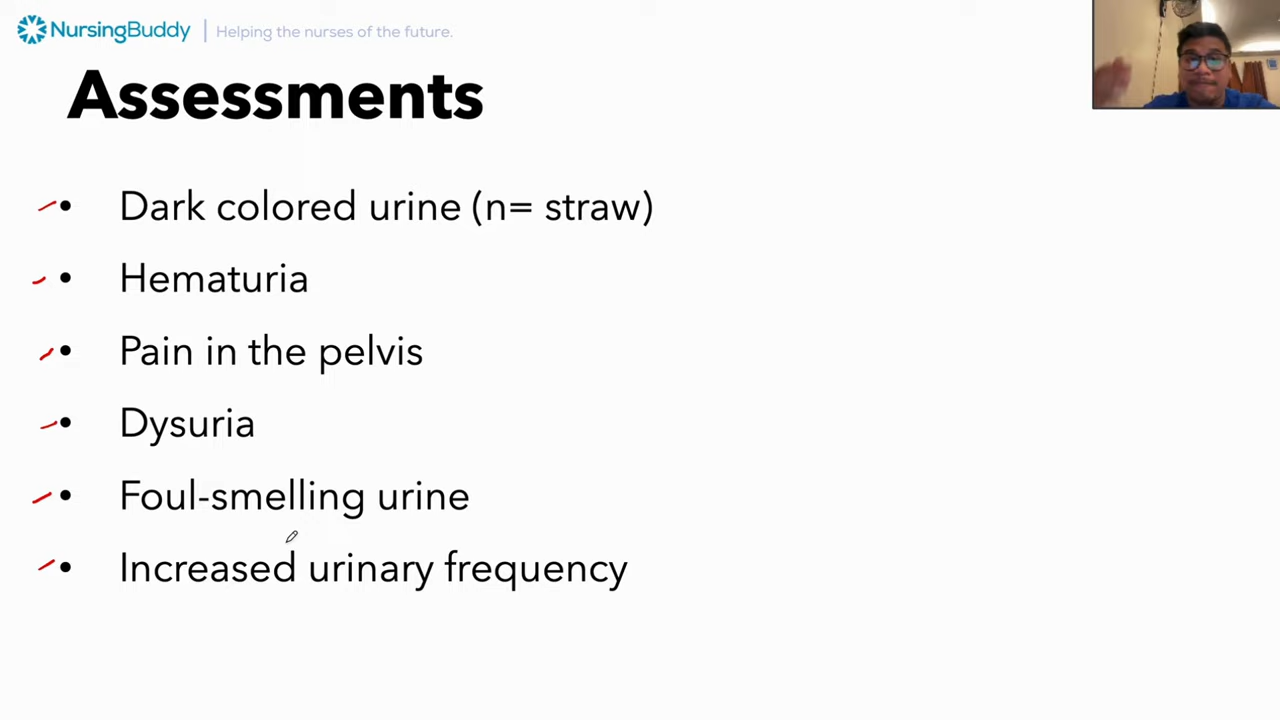 NursingBuddy | Helping the nurses of the future.
Assessments
• Dark colored urine (n= straw)
• Hematuria
• Pain in the pelvis
• Dysuria
• Foul-smelling urine
• Increased urinary frequency